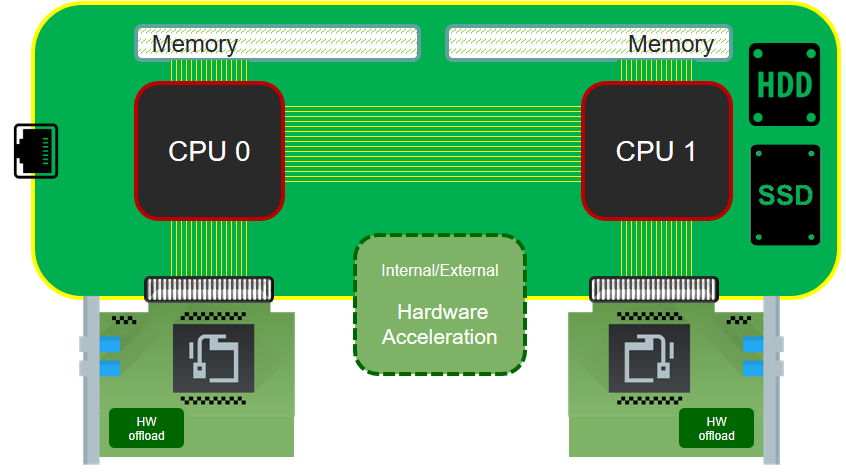 Memory
Memory
HDD
CPU 0
CPU 1
SSD
Internal/External
Hardware
Acceleration
HW
offload
HW
offload